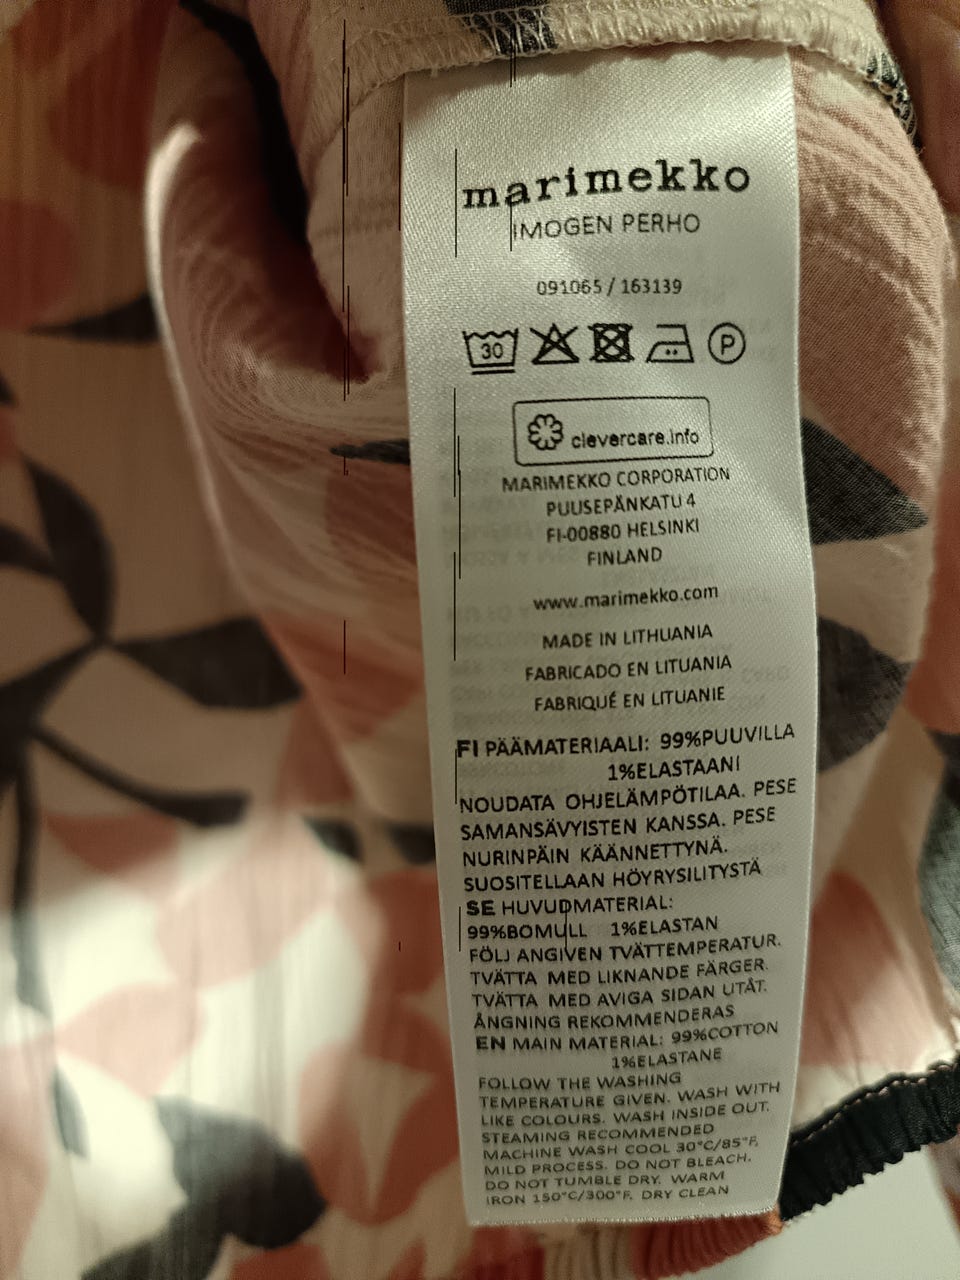 marimekko
IMOGEN PERHO
091065 / 163139
30 P
clevercare.info
MARIMEKKO CORPORATION
PUUSEPÄNKATU 4
FI-00880 HELSINKI
FINLAND
www.marimekko.com
MADE IN LITHUANIA
FABRICADO EN LITUANIA
FABRIQUÉ EN LITUANIE
FI PÄÄMATERIAALI: 99%PUUVILLA
1%ELASTAANI
NOUDATA OHJELÄMPÖTILAA. PESE
SAMANSÄVYISTEN KANSSA. PESE
NURINPÄIN KÄÄNNETTYNÄ.
SUOSITELLAAN HÖYRYSILITYSTÄ
SE HUVUDMATERIAL:
99%BOMULL 1%ELASTAN
FÖLJ ANGIVEN TVÄTTEMPERATUR.
TVÄTTA MED LIKNANDE FÄRGER.
TVÄTTA MED AVIGA SIDAN UTÅT.
ÅNGNING REKOMMENDERAS
EN MAIN MATERIAL: 99%COTTON
1%ELASTANE
FOLLOW THE WASHING
TEMPERATURE GIVEN. WASH WITH
LIKE COLOURS. WASH INSIDE OUT.
STEAMING RECOMMENDED
MACHINE WASH COOL 30°C/85°F,
MILD PROCESS. DO NOT BLEACH.
DO NOT TUMBLE DRY. WARM
IRON 150°C/300°F. DRY CLEAN